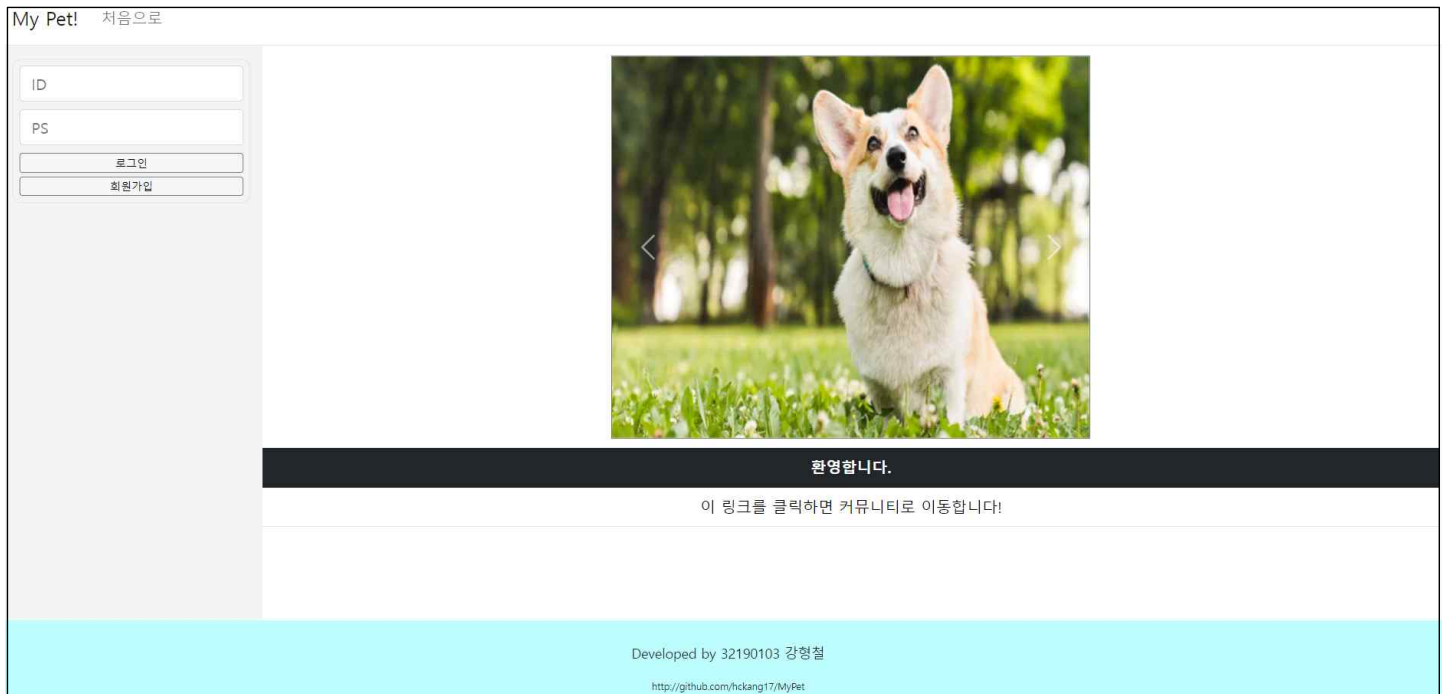 My Pet! 처음으로
ID
PS
로그인
회원가입
환영합니다.
이 링크를 클릭하면 커뮤니티로 이동합니다!
Developed by 32190103 강형철
http://github.com/hckang17/MyPet